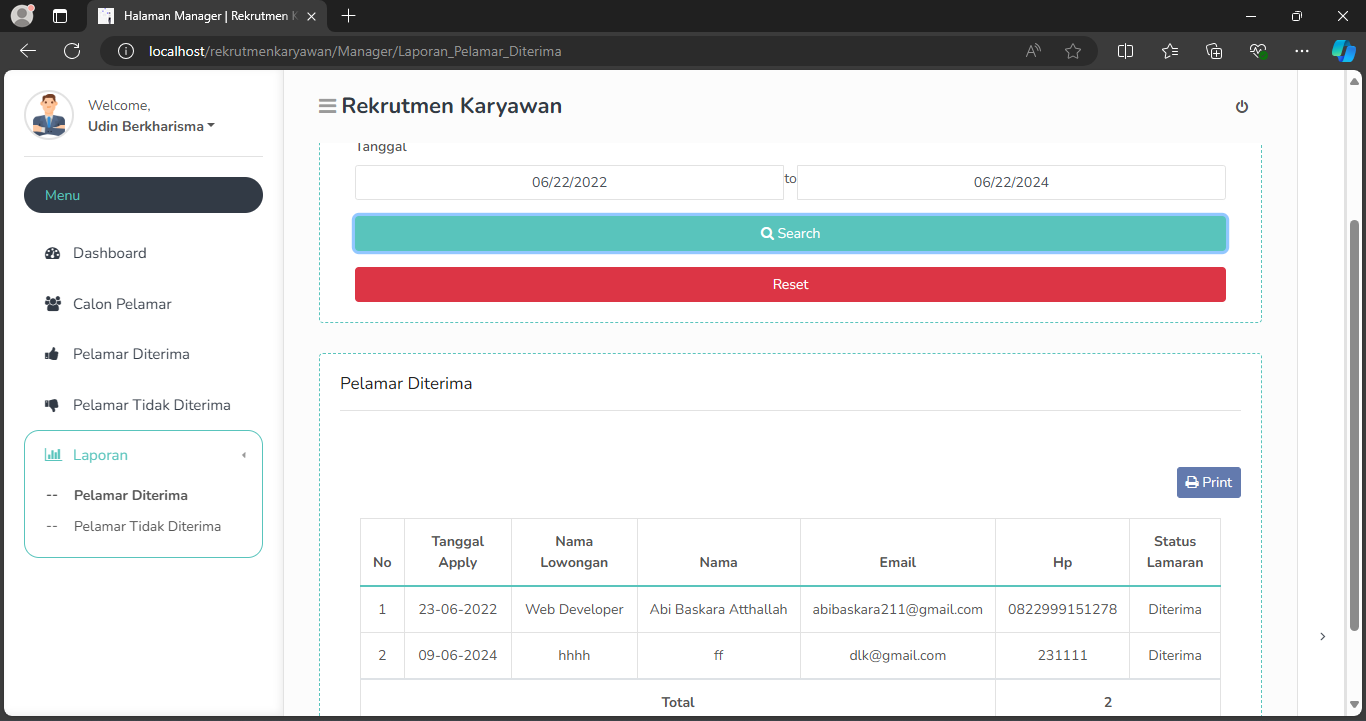 Halaman Manager | Rekrutmen K
localhost/rekrutmenkaryawan/Manager/Laporan_Pelamar_Diterima
Welcome,
Udin Berkharisma
Menu
Dashboard
Calon Pelamar
Pelamar Diterima
Pelamar Tidak Diterima
Laporan
-- Pelamar Diterima
-- Pelamar Tidak Diterima
Rekrutmen Karyawan
Tanggal
06/22/2022 to 06/22/2024
Search
Reset
Pelamar Diterima
Print
No Tanggal Apply Nama Lowongan Nama Email Hp Status Lamaran
1 23-06-2022 Web Developer Abi Baskara Atthallah abibaskara211@gmail.com 0822999151278 Diterima
2 09-06-2024 hhhh ff dlk@gmail.com 231111 Diterima
Total 2